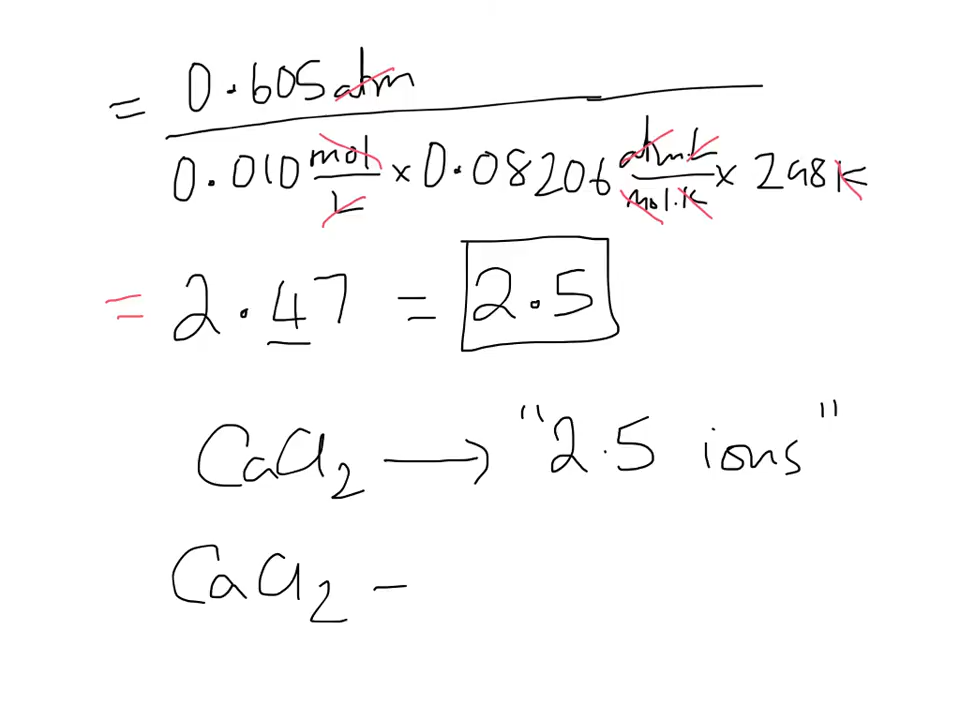 = 0.605 atm
0.010 mol/L × 0.08206 atm·L/mol·K × 298 K
= 2.47 = 2.5
CaCl2 → "2.5 ions"
CaCl2 –